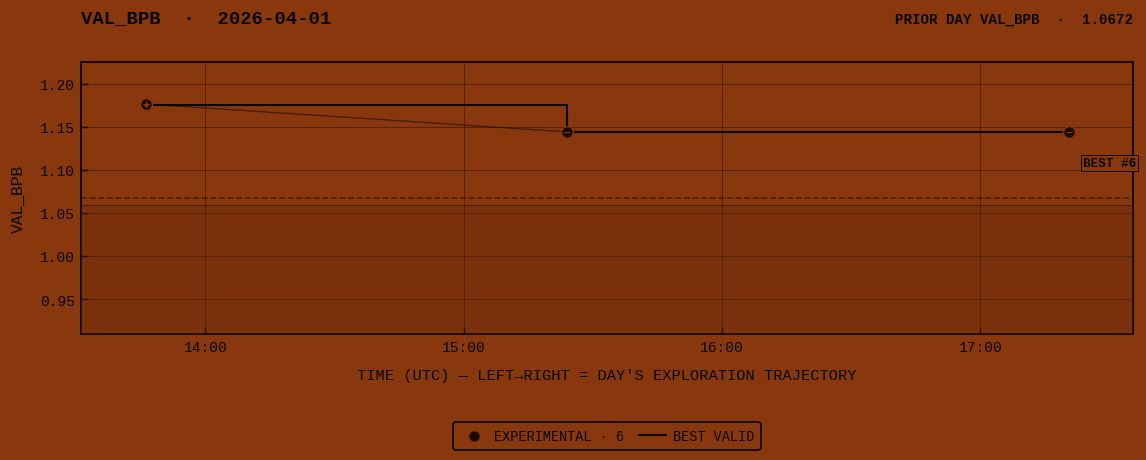 VAL_BPB · 2026-04-01
PRIOR DAY VAL_BPB · 1.0672
1.20
1.15
1.10
1.05
1.00
0.95
VAL_BPB
BEST #6
14:00
15:00
16:00
17:00
TIME (UTC) — LEFT→RIGHT = DAY'S EXPLORATION TRAJECTORY
EXPERIMENTAL · 6
BEST VALID